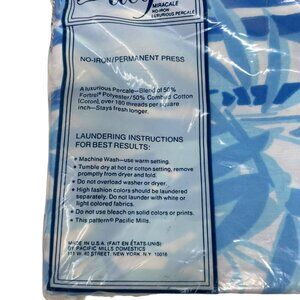 MIRACALE
NO-IRON
LUXURIOUS PERCALE
NO-IRON/PERMANENT PRESS
A luxurious Percale—Blend of 50%
Fortrel® Polyester/50% Combed Cotton
(Coton), over 180 threads per square
inch—Stays fresh longer.
LAUNDERING INSTRUCTIONS
FOR BEST RESULTS:
• Machine Wash—use warm setting.
• Tumble dry at hot or cotton setting, remove
promptly from dryer and fold.
• Do not overload washer or dryer.
• High fashion colors should be laundered
separately. Do not launder with white or
light colored fabrics.
• Do not use bleach on solid colors or prints.
• This pattern© Pacific Mills.
MADE IN U.S.A. (FAIT EN ÉTATS-UNIS)
BY PACIFIC MILLS DOMESTICS
111 W. 40 STREET, NEW YORK, N.Y. 10018